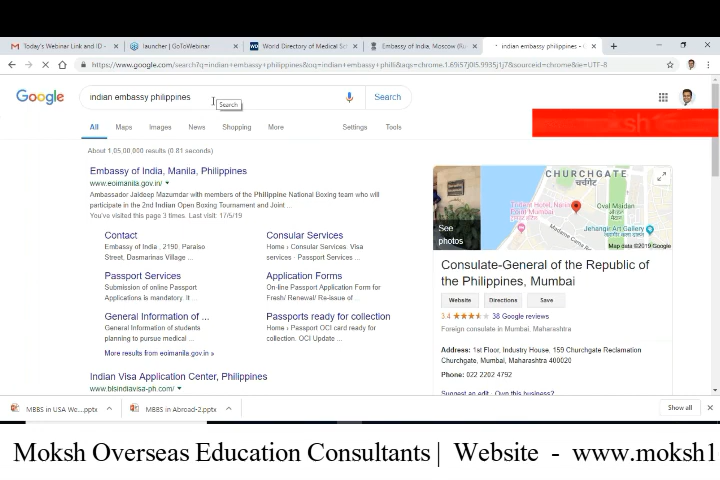 Today's Webinar Link and ID -
launcher | GoToWebinar
World Directory of Medical Sc
Embassy of India, Moscow (Ru
indian embassy philippines - G
https://www.google.com/search?q=indian+embassy+philippines&oq=indian+embassy+philli&aqs=chrome.1.69i57j0l5.9935j1j7&sourceid=chrome&ie=UTF-8
Google
indian embassy philippines
Search
Search
All Maps Images News Shopping More Settings Tools
About 1,05,00,000 results (0.81 seconds)
Embassy of India, Manila, Philippines
www.eoimanila.gov.in/
Ambassador Jaideep Mazumdar with members of the Philippine National Boxing team who will
participate in the 2nd Indian Open Boxing Tournament and Joint ...
You've visited this page 3 times. Last visit: 17/5/19
Contact
Embassy of India , 2190, Paraiso
Street, Dasmarinas Village ...
Consular Services
Home › Consular Services. Visa
services · Passport Services ...
Passport Services
Submission of online Passport
Applications is mandatory. It ...
Application Forms
On-line Passport Application Form for
Fresh/ Renewal/ Re-issue of ...
General Information of ...
General Information of students
planning to pursue medical ...
Passports ready for collection
Home › Passport OCI card ready for
collection. OCI Update ...
More results from eoimanila.gov.in »
Indian Visa Application Center, Philippines
www.blsindiavisa-ph.com/
See
photos
CHURCHGATE
चर्चगेट
Oval Maidan
Jehangir Art Gallery
Madame Cama Rd
Map data ©2019 Google
Consulate-General of the Republic of
the Philippines, Mumbai
Website Directions Save
3.4 38 Google reviews
Foreign consulate in Mumbai, Maharashtra
Address: 1st Floor, Industry House, 159 Churchgate Reclamation
Churchgate, Mumbai, Maharashtra 400020
Phone: 022 2202 4792
Suggest an edit · Own this business?
MBBS in USA We....pptx
MBBS in Abroad-2.pptx
Show all
Moksh Overseas Education Consultants | Website - www.moksh1